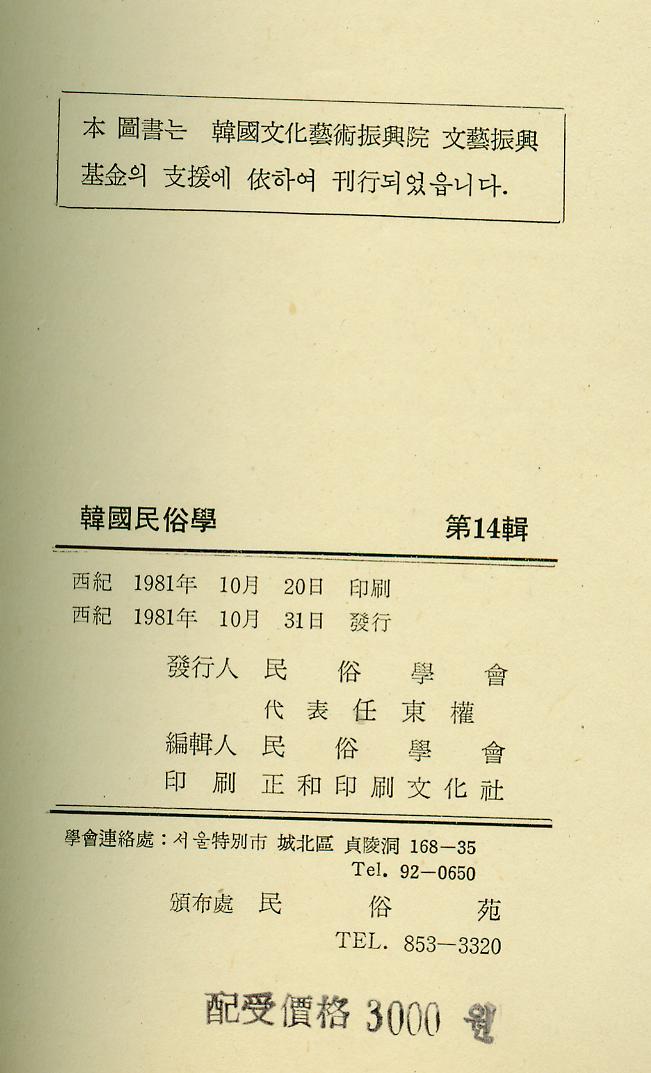 本 圖書는 韓國文化藝術振興院 文藝振興
基金의 支援에 依하여 刊行되었읍니다.
韓國民俗學 第14輯
西紀 1981年 10月 20日 印刷
西紀 1981年 10月 31日 發行
發行人 民俗學會
代表 任東權
編輯人 民俗學會
印刷 正和印刷文化社
學會連絡處 : 서울特別市 城北區 貞陵洞 168-35
Tel. 92-0650
頒布處 民俗苑
TEL. 853-3320
配受價格 3000 원